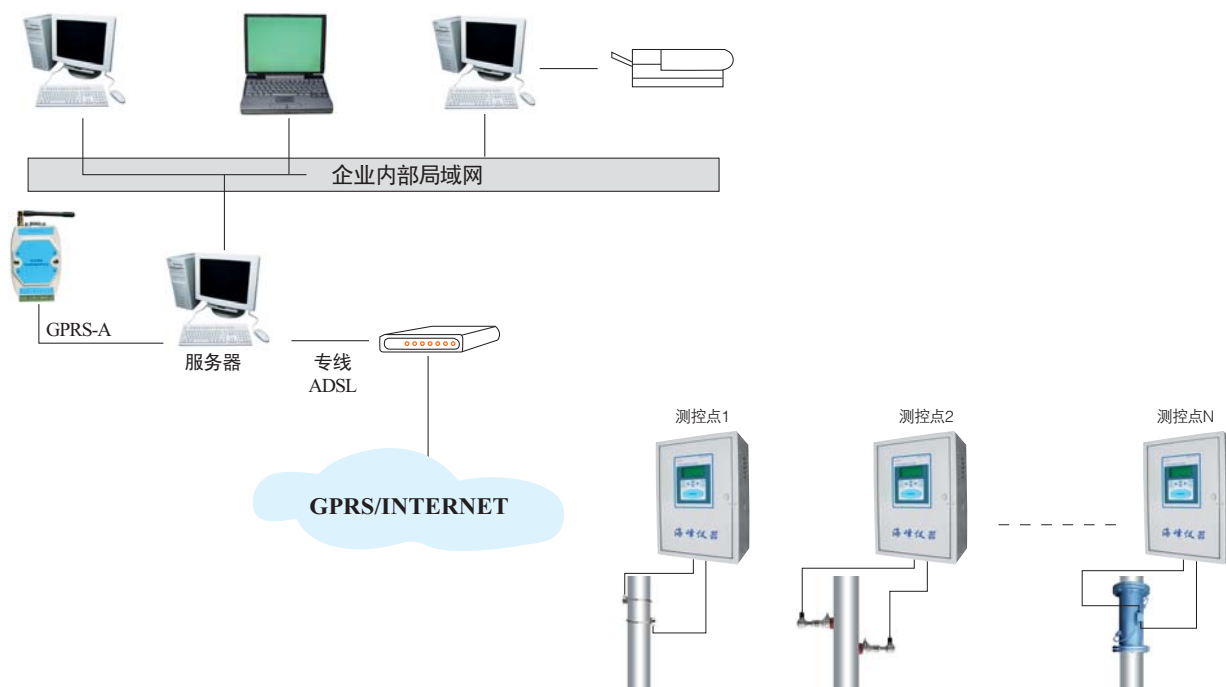 企业内部局域网
GPRS-A
服务器
专线
ADSL
GPRS/INTERNET
测控点1
测控点2
测控点N
海峰仪器
海峰仪器
海峰仪器